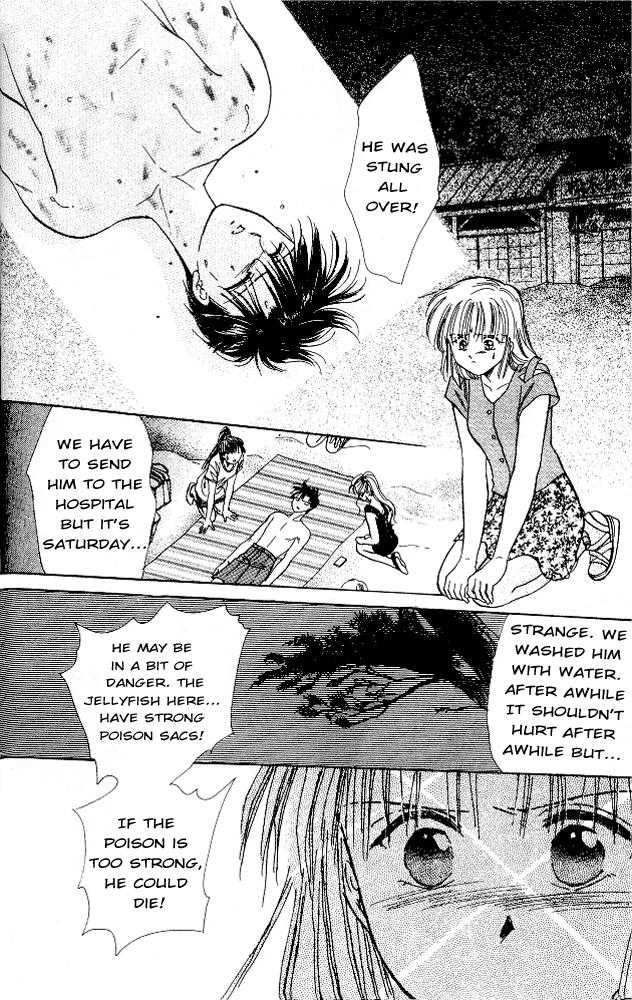 HE WAS
STUNG
ALL
OVER!
WE HAVE
TO SEND
HIM TO THE
HOSPITAL
BUT IT'S
SATURDAY...
STRANGE. WE
WASHED HIM
WITH WATER.
AFTER AWHILE
IT SHOULDN'T
HURT AFTER
AWHILE BUT...
HE MAY BE
IN A BIT OF
DANGER. THE
JELLYFISH HERE...
HAVE STRONG
POISON SACS!
IF THE
POISON IS
TOO STRONG,
HE COULD
DIE!